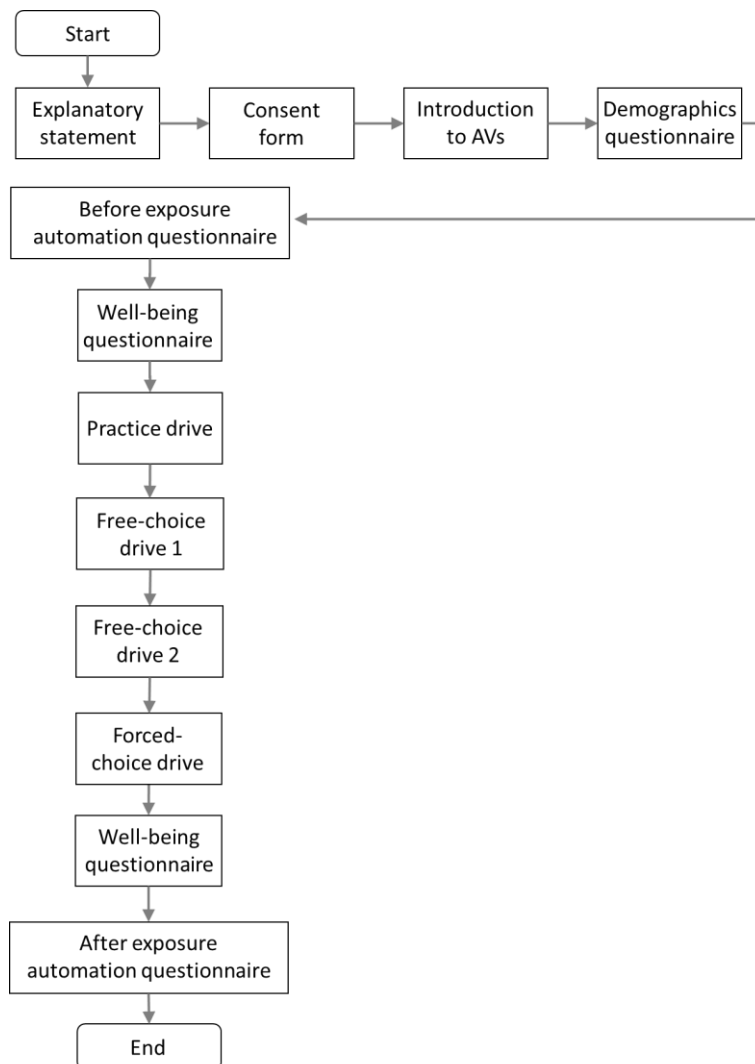 Start
Explanatory
statement
Consent
form
Introduction
to AVs
Demographics
questionnaire
Before exposure
automation questionnaire
Well-being
questionnaire
Practice drive
Free-choice
drive 1
Free-choice
drive 2
Forced-
choice drive
Well-being
questionnaire
After exposure
automation questionnaire
End